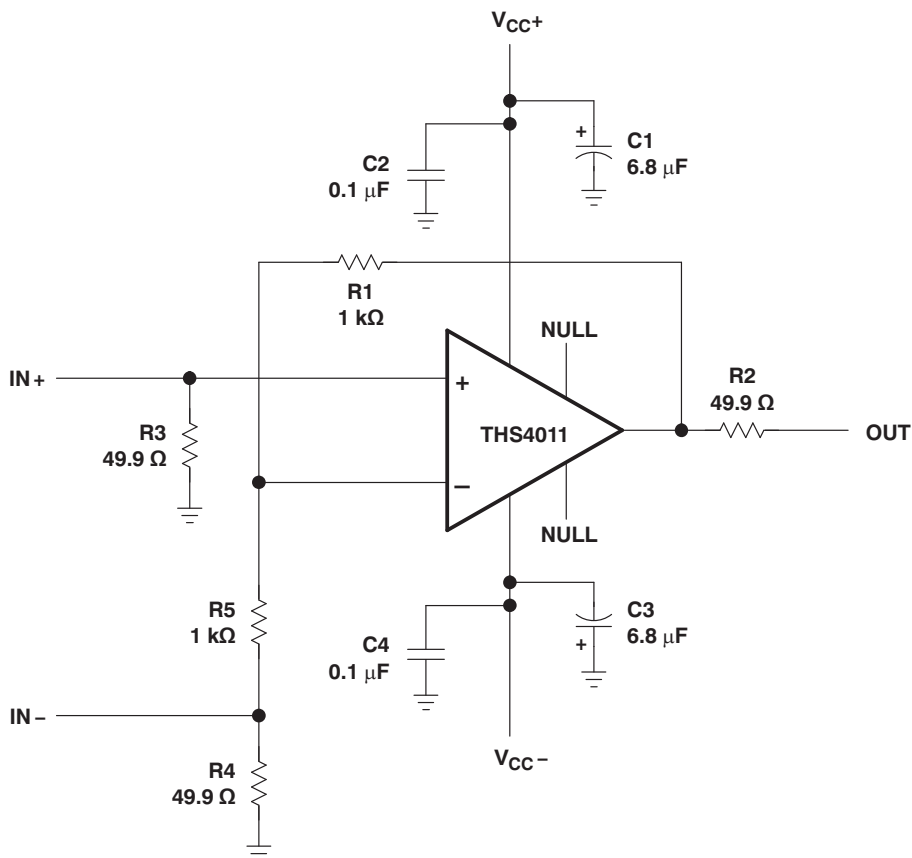 VCC+
C2
0.1 µF
+
C1
6.8 µF
R1
1 kΩ
NULL
IN+
+
R2
49.9 Ω
R3
49.9 Ω
THS4011
OUT
−
NULL
R5
1 kΩ
C4
0.1 µF
C3
6.8 µF
+
IN−
VCC−
R4
49.9 Ω